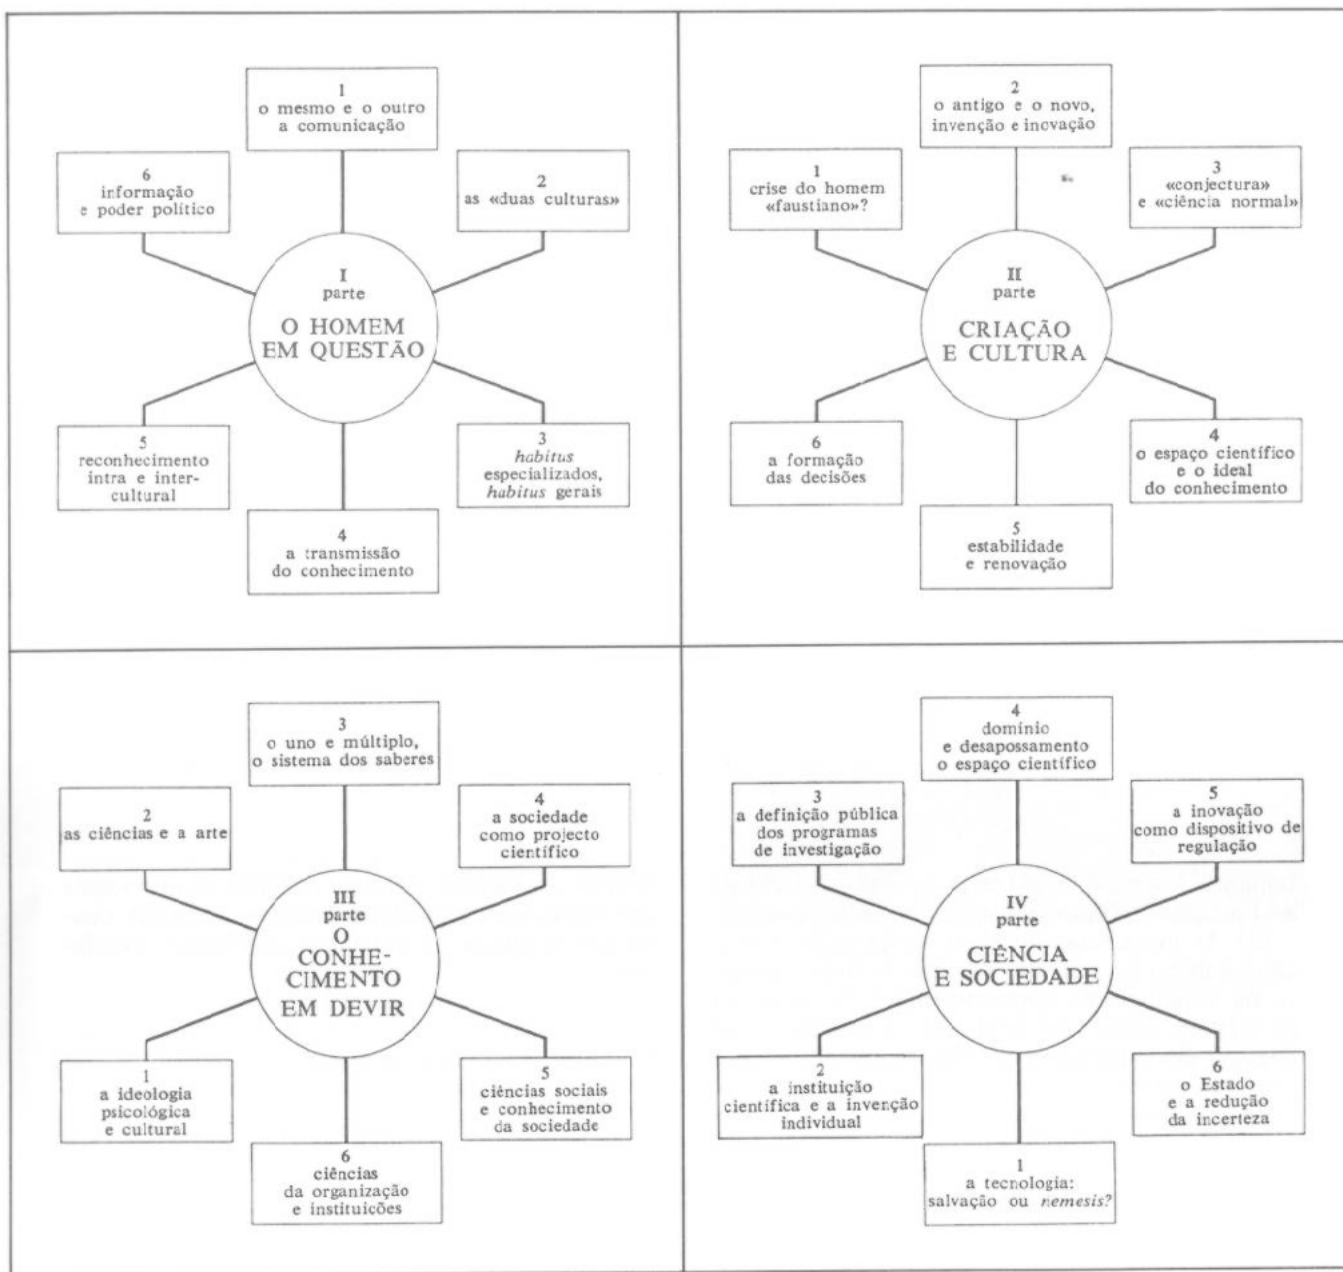 1
o mesmo e o outro
a comunicação
6
informação
e poder político
2
as «duas culturas»
I
parte
O HOMEM
EM QUESTÃO
5
reconhecimento
intra e inter-
cultural
3
habitus
especializados,
habitus gerais
4
a transmissão
do conhecimento
2
o antigo e o novo,
invenção e inovação
1
crise do homem
«faustiano»?
3
«conjectura»
e «ciência normal»
II
parte
CRIAÇÃO
E CULTURA
6
a formação
das decisões
4
o espaço científico
e o ideal
do conhecimento
5
estabilidade
e renovação
3
o uno e múltiplo,
o sistema dos saberes
2
as ciências e a arte
4
a sociedade
como projecto
científico
III
parte
O
CONHE-
CIMENTO
EM DEVIR
1
a ideologia
psicológica
e cultural
5
ciências sociais
e conhecimento
da sociedade
6
ciências
da organização
e instituições
4
domínio
e desapossamento
o espaço científico
3
a definição pública
dos programas
de investigação
5
a inovação
como dispositivo de
regulação
IV
parte
CIÊNCIA
E SOCIEDADE
2
a instituição
científica e a invenção
individual
6
o Estado
e a redução
da incerteza
1
a tecnologia:
salvação ou nemesis?